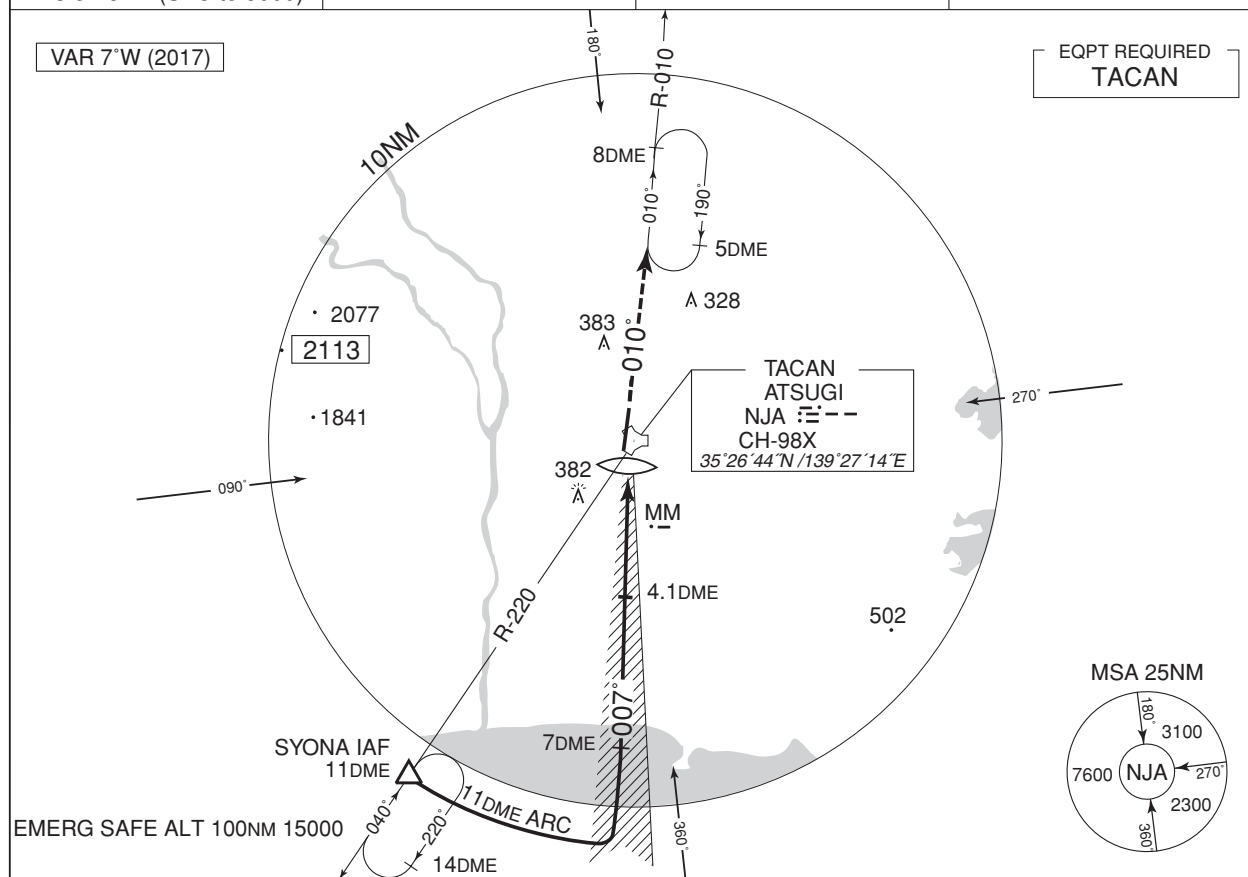 VAR 7°W (2017)
180°
R-010
EQPT REQUIRED
TACAN
10NM
8DME
010°
190°
5DME
328
2077
383
2113
010°
TACAN
ATSUGI
NJA
CH-98X
35°26´44˝N /139°27´14˝E
270°
1841
382
090°
MM
4.1DME
R-220
502
007°
MSA 25NM
180°
3100
7600
NJA
270°
2300
360°
7DME
SYONA IAF
11DME
11DME ARC
EMERG SAFE ALT 100NM 15000
040°
220°
14DME
360°